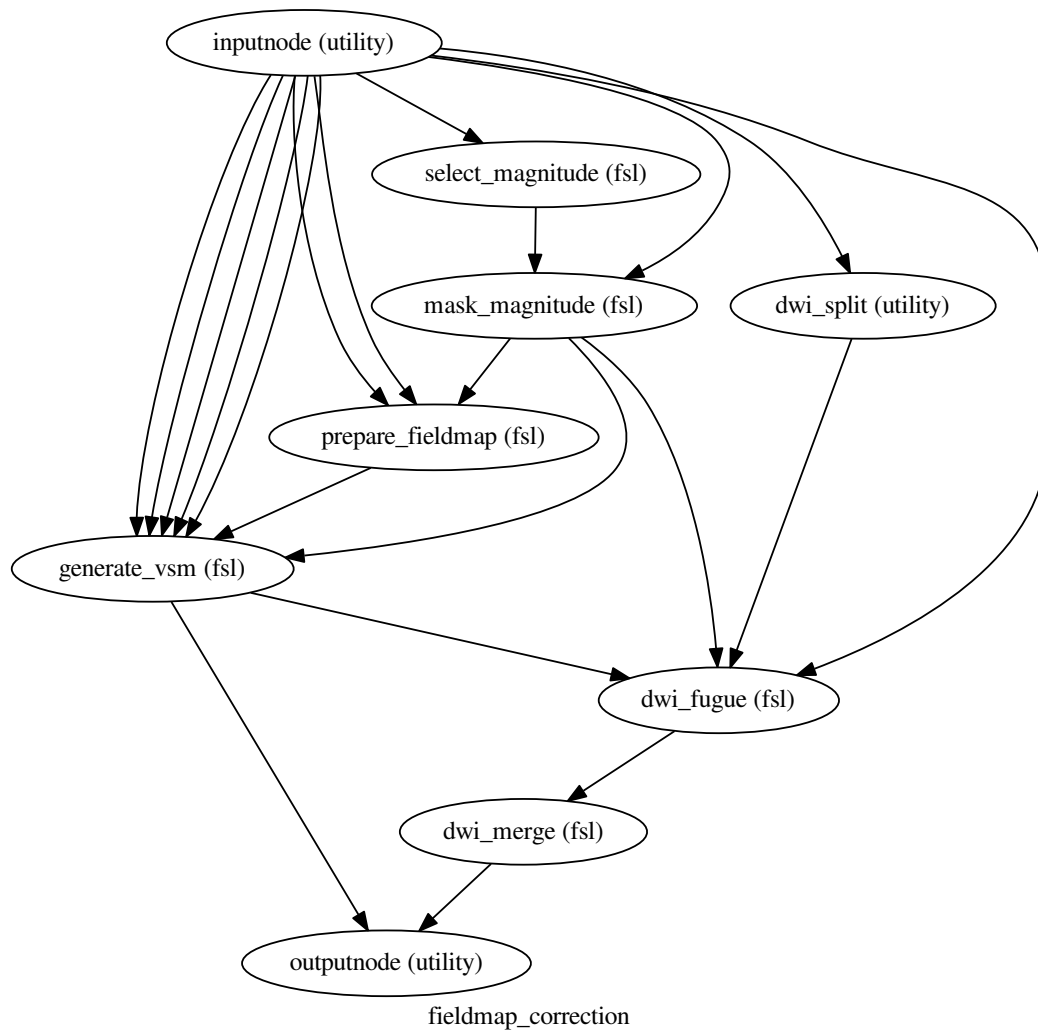 inputnode (utility)
select_magnitude (fsl)
mask_magnitude (fsl)
dwi_split (utility)
prepare_fieldmap (fsl)
generate_vsm (fsl)
dwi_fugue (fsl)
dwi_merge (fsl)
outputnode (utility)
fieldmap_correction